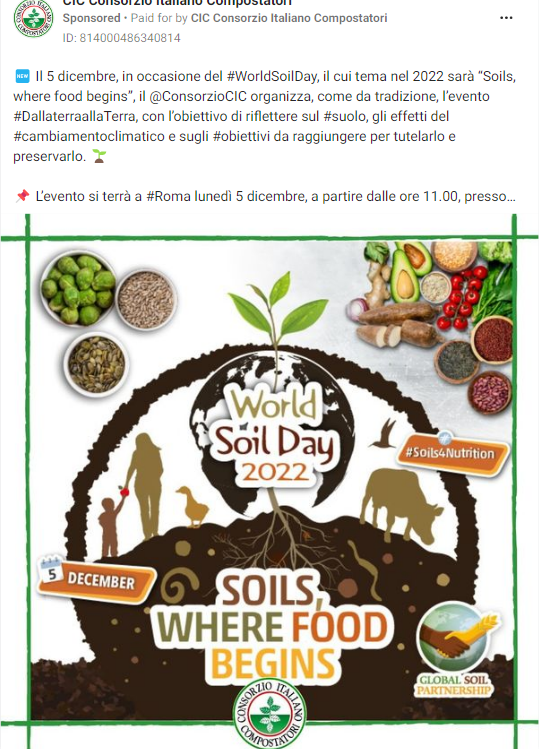 CIC Consorzio Italiano Compostatori
Sponsored • Paid for by CIC Consorzio Italiano Compostatori
ID: 814000486340814
NEW Il 5 dicembre, in occasione del #WorldSoilDay, il cui tema nel 2022 sarà “Soils,
where food begins”, il @ConsorzioCIC organizza, come da tradizione, l’evento
#DallaterraallaTerra, con l’obiettivo di riflettere sul #suolo, gli effetti del
#cambiamentoclimatico e sugli #obiettivi da raggiungere per tutelarlo e
preservarlo.
L’evento si terrà a #Roma lunedì 5 dicembre, a partire dalle ore 11.00, presso...
World
Soil Day
2022
#Soils4Nutrition
5 DECEMBER
SOILS,
WHERE FOOD
BEGINS
GLOBAL SOIL
PARTNERSHIP
CONSORZIO ITALIANO
COMPOSTATORI